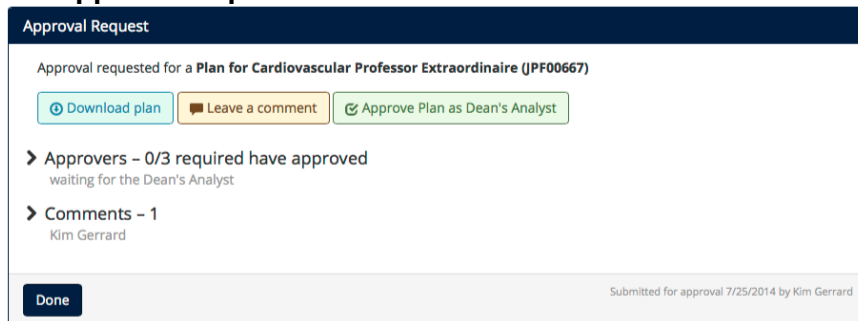 Approval Request
Approval requested for a Plan for Cardiovascular Professor Extraordinaire (JPF00667)
Download plan
Leave a comment
Approve Plan as Dean's Analyst
Approvers – 0/3 required have approved
waiting for the Dean's Analyst
Comments – 1
Kim Gerrard
Done
Submitted for approval 7/25/2014 by Kim Gerrard